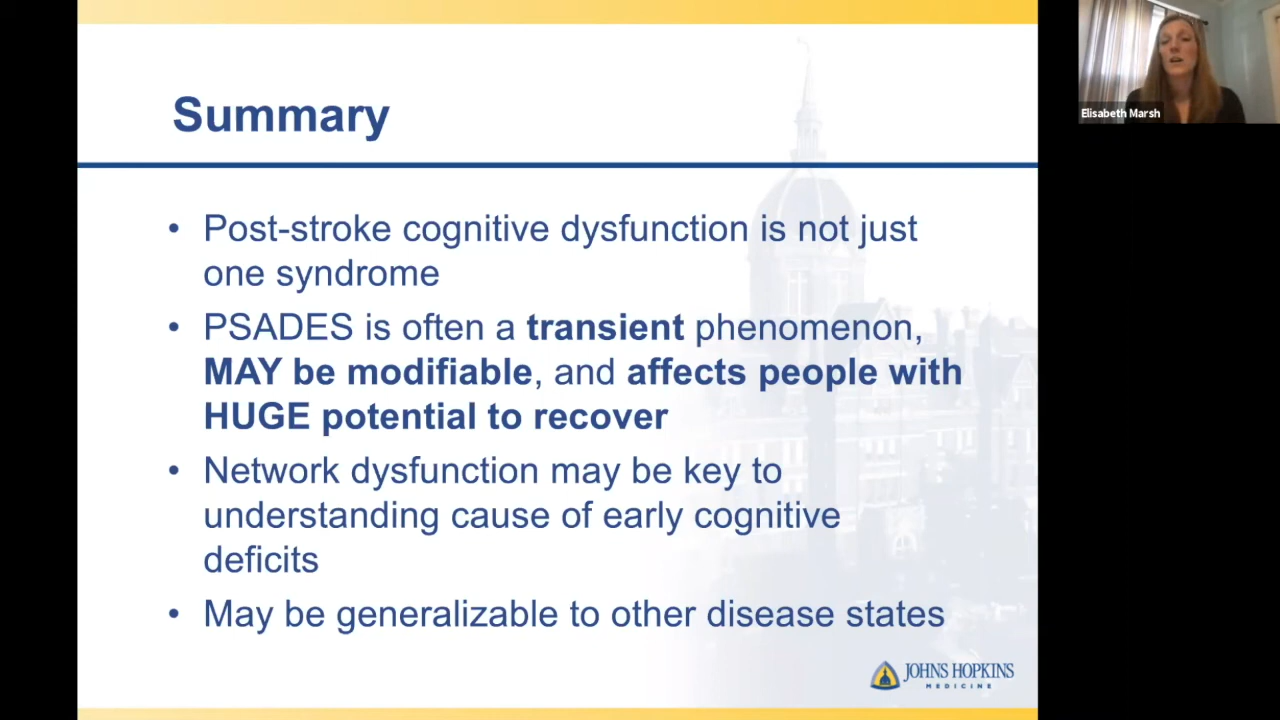 Summary
• Post-stroke cognitive dysfunction is not just
one syndrome
• PSADES is often a transient phenomenon,
MAY be modifiable, and affects people with
HUGE potential to recover
• Network dysfunction may be key to
understanding cause of early cognitive
deficits
• May be generalizable to other disease states
JOHNS HOPKINS
MEDICINE
Elisabeth Marsh